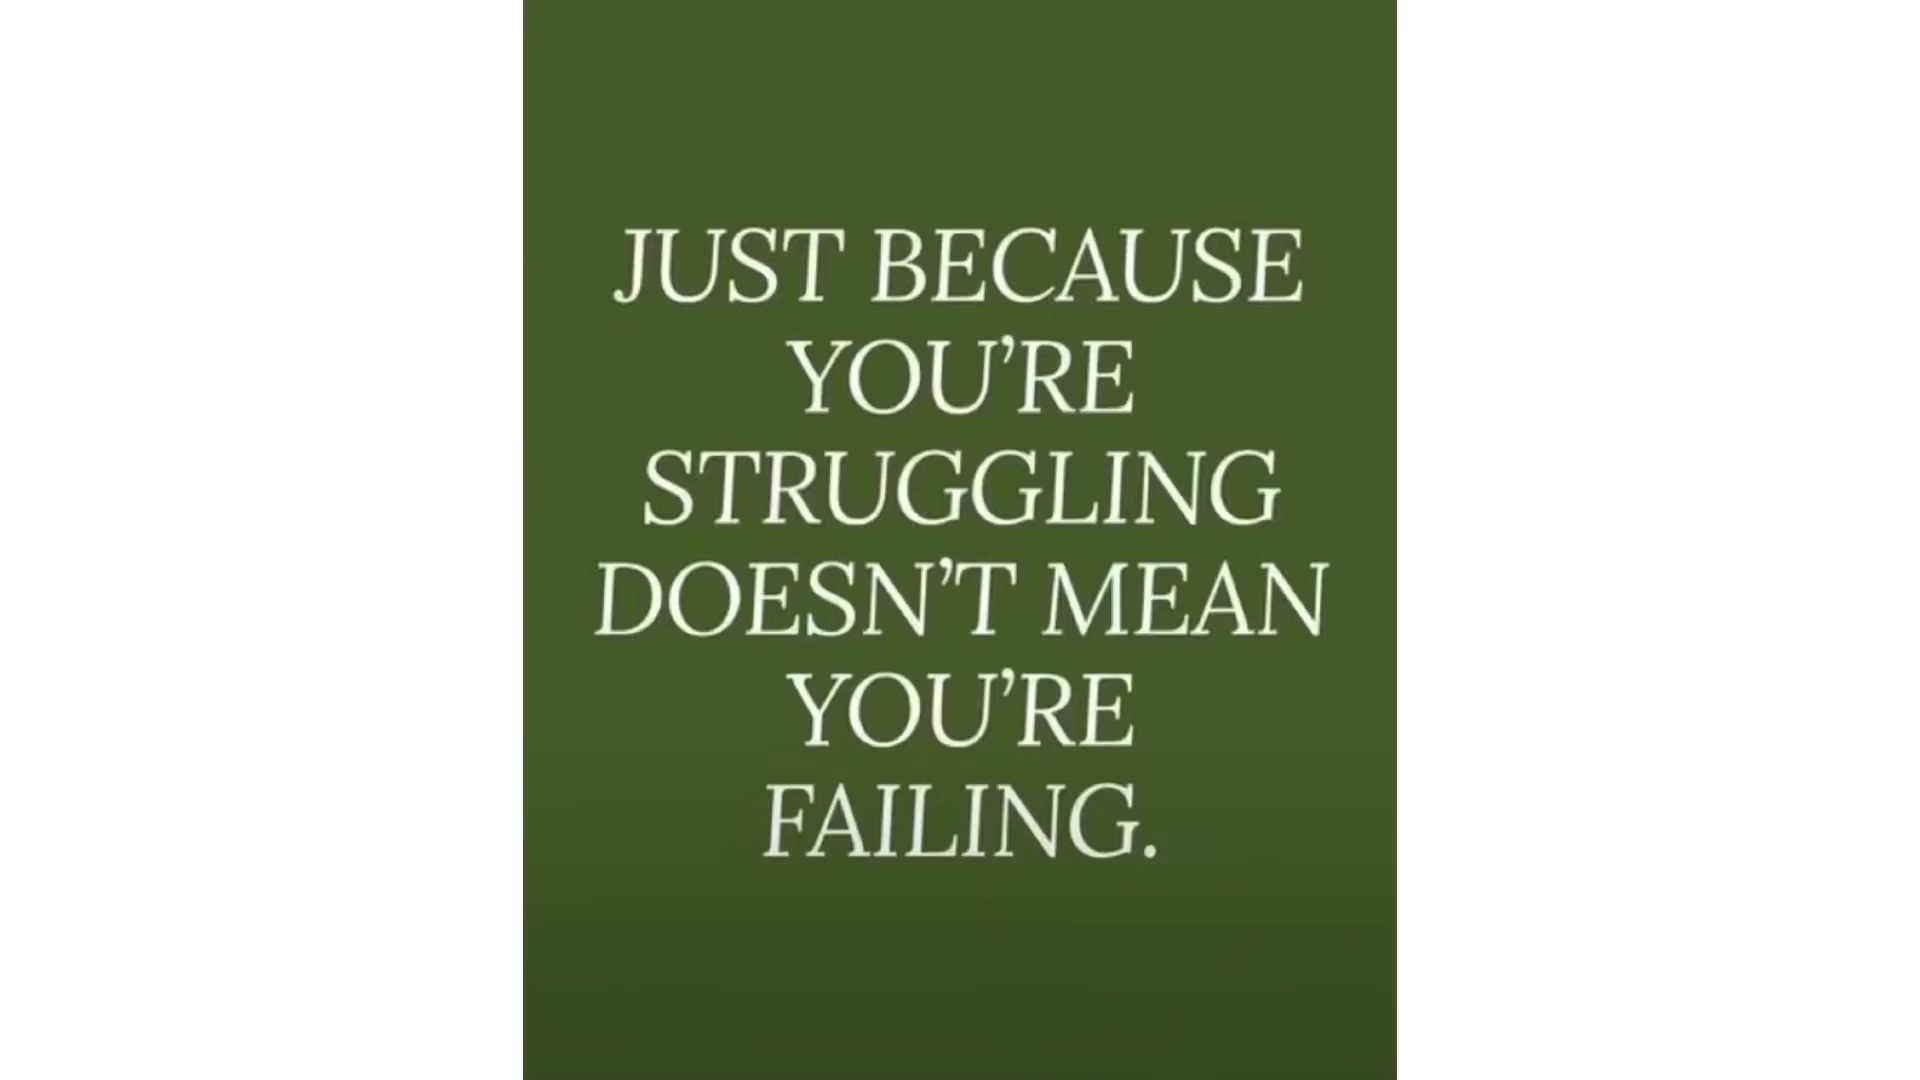 JUST BECAUSE
YOU’RE
STRUGGLING
DOESN’T MEAN
YOU’RE
FAILING.